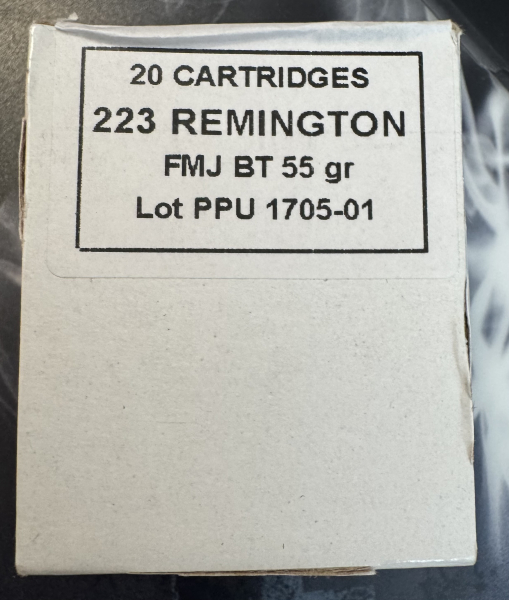 20 CARTRIDGES
223 REMINGTON
FMJ BT 55 gr
Lot PPU 1705-01